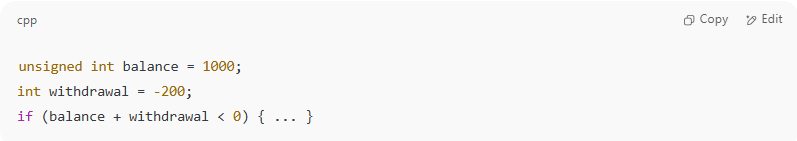 cpp Copy Edit
unsigned int balance = 1000;
int withdrawal = -200;
if (balance + withdrawal < 0) { ... }